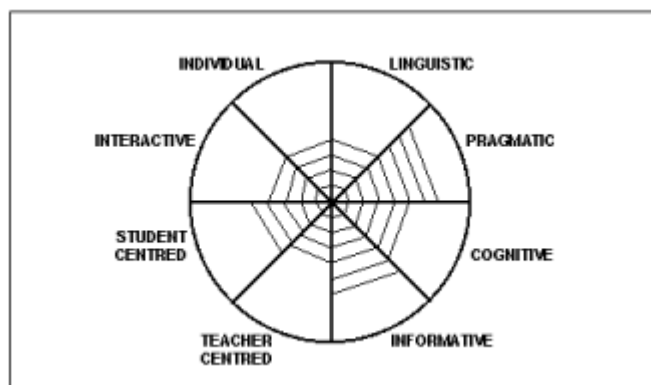 INDIVIDUAL
LINGUISTIC
INTERACTIVE
PRAGMATIC
STUDENT
CENTRED
COGNITIVE
TEACHER
CENTRED
INFORMATIVE